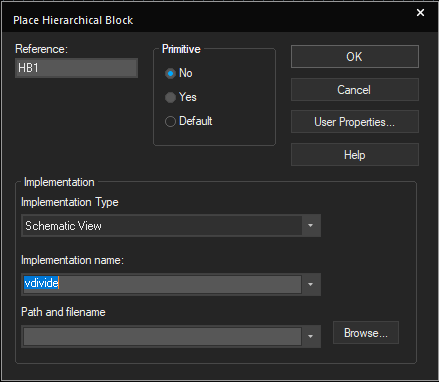 Place Hierarchical Block
Reference:
HB1
Primitive
No
Yes
Default
OK
Cancel
User Properties...
Help
Implementation
Implementation Type
Schematic View
Implementation name:
vdivide
Path and filename
Browse...